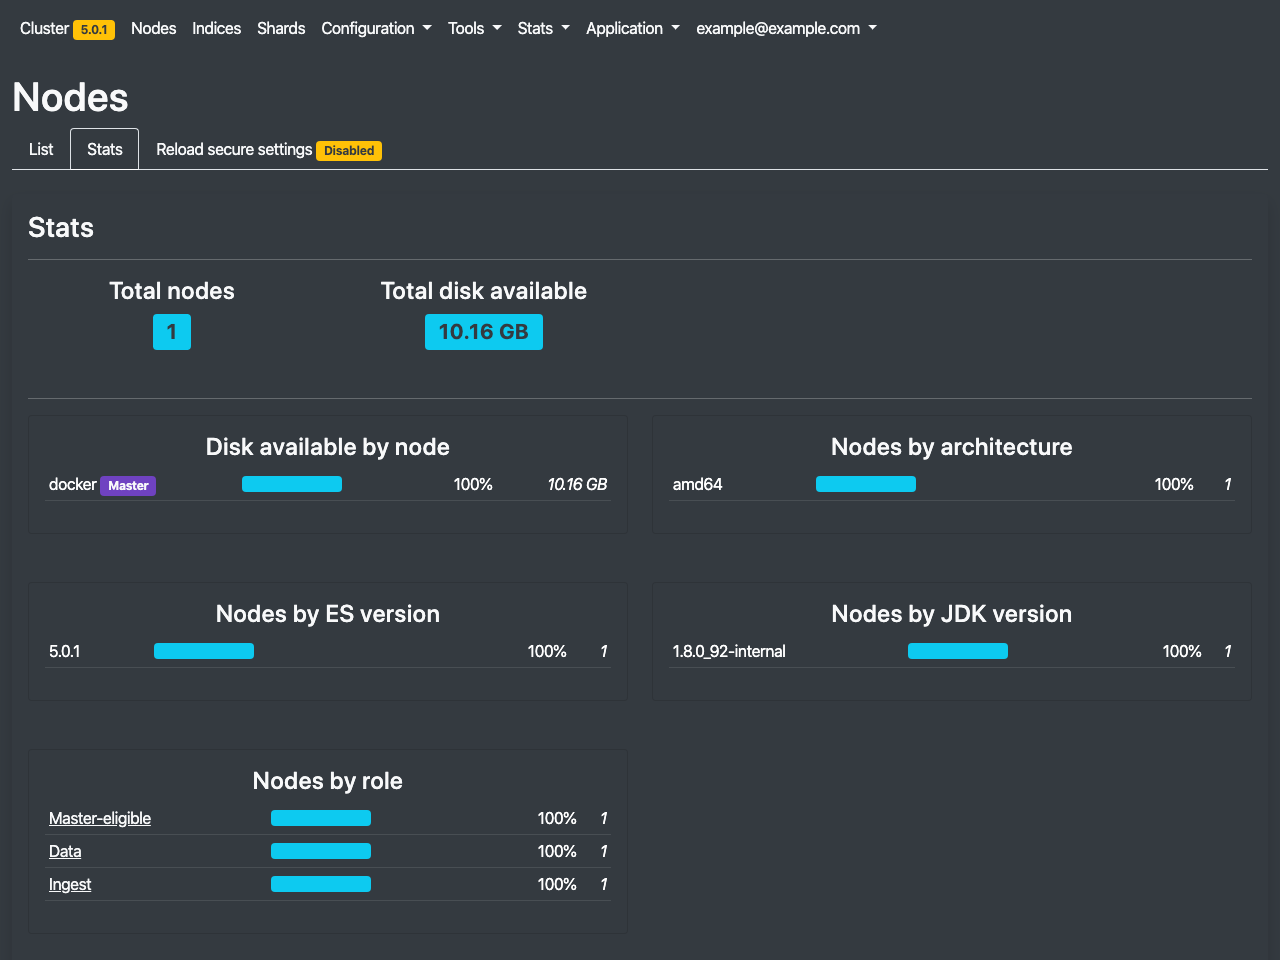 Cluster 5.0.1 Nodes Indices Shards Configuration Tools Stats Application example@example.com
Nodes
List Stats Reload secure settings Disabled
Stats
Total nodes Total disk available
1 10.16 GB
Disk available by node
docker Master 100% 10.16 GB
Nodes by architecture
amd64 100% 1
Nodes by ES version
5.0.1 100% 1
Nodes by JDK version
1.8.0_92-internal 100% 1
Nodes by role
Master-eligible 100% 1
Data 100% 1
Ingest 100% 1